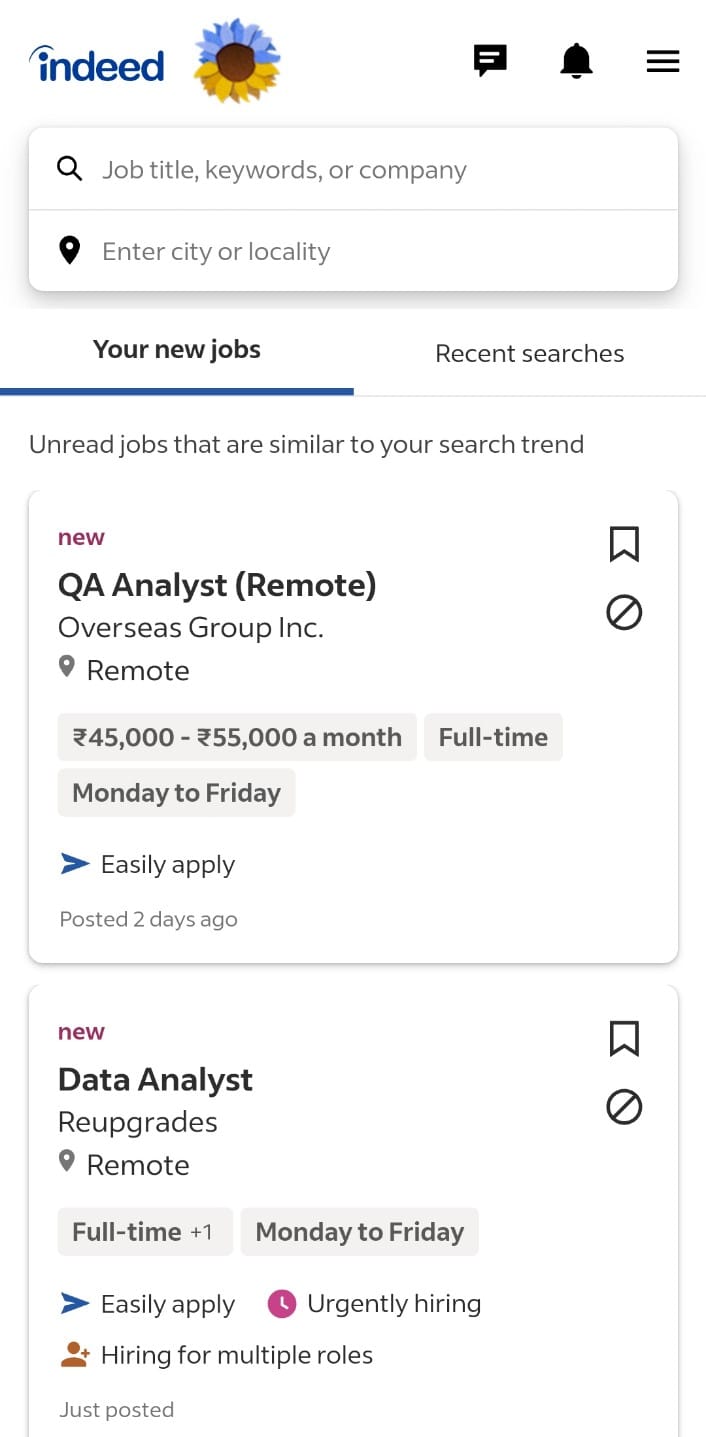 indeed
Job title, keywords, or company
Enter city or locality
Your new jobs
Recent searches
Unread jobs that are similar to your search trend
new
QA Analyst (Remote)
Overseas Group Inc.
Remote
₹45,000 - ₹55,000 a month
Full-time
Monday to Friday
Easily apply
Posted 2 days ago
new
Data Analyst
Reupgrades
Remote
Full-time +1
Monday to Friday
Easily apply
Urgently hiring
Hiring for multiple roles
Just posted